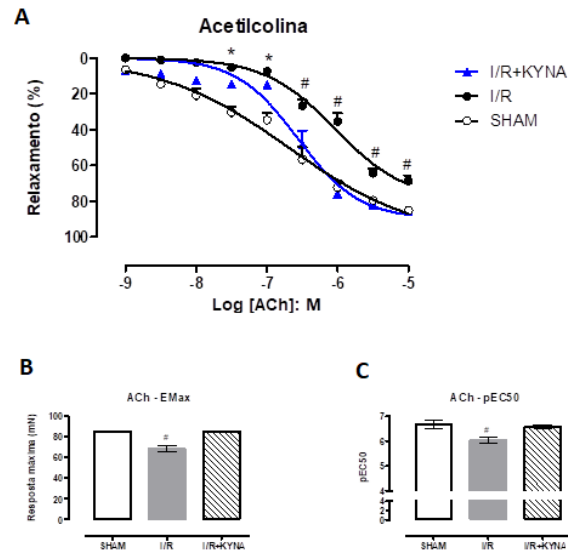 A
Acetilcolina
Relaxamento (%)
0
20
40
60
80
100
* * # # # #
I/R+KYNA
I/R
SHAM
-9 -8 -7 -6 -5
Log [ACh]: M
B
ACh - EMax
Resposta máxima (mN)
100
80
60
40
20
0
#
SHAM I/R I/R+KYNA
C
ACh - pEC50
pEC50
7
6
5
4
2
0
#
SHAM I/R I/R+KYNA